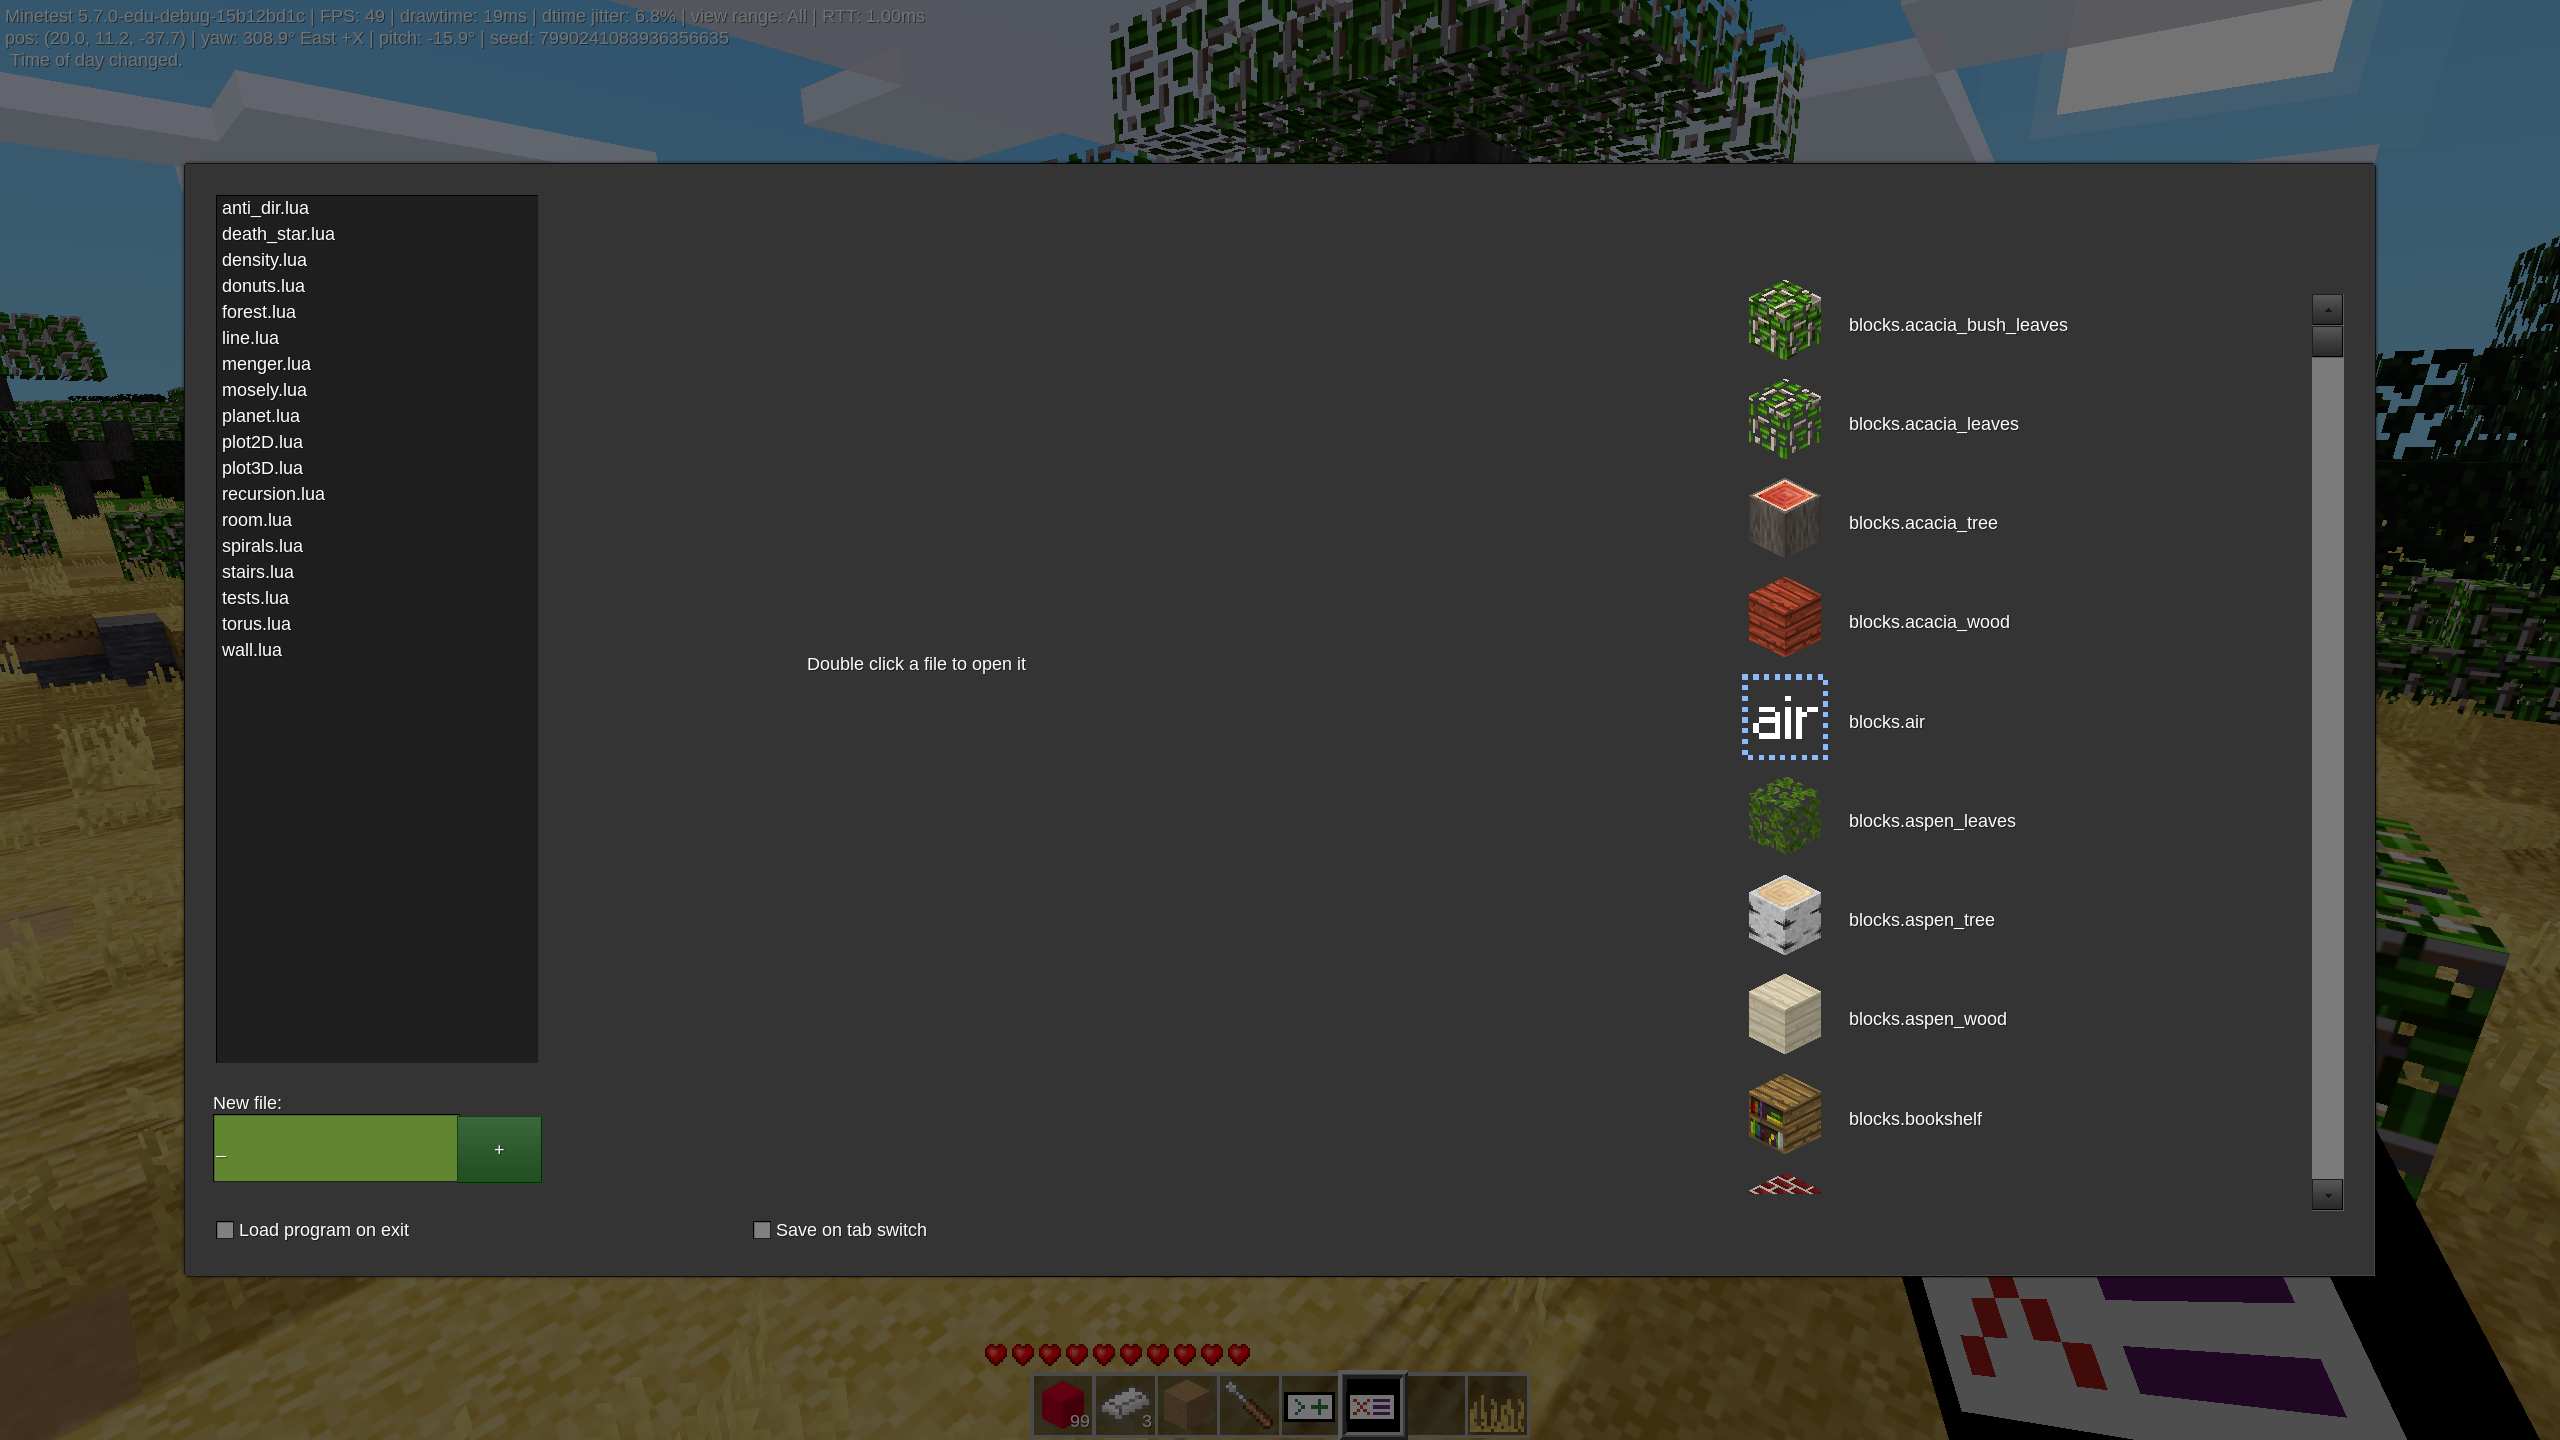 Minetest 5.7.0-edu-debug-15b12bd1c | FPS: 49 | drawtime: 19ms | dtime jitter: 6.8% | view range: All | RTT: 1.00ms
pos: (20.0, 11.2, -37.7) | yaw: 308.9° East +X | pitch: -15.9° | seed: 7990241083936356635
Time of day changed.
anti_dir.lua
death_star.lua
density.lua
donuts.lua
forest.lua
line.lua
menger.lua
mosely.lua
planet.lua
plot2D.lua
plot3D.lua
recursion.lua
room.lua
spirals.lua
stairs.lua
tests.lua
torus.lua
wall.lua
New file:
_
+
Load program on exit
Save on tab switch
Double click a file to open it
blocks.acacia_bush_leaves
blocks.acacia_leaves
blocks.acacia_tree
blocks.acacia_wood
air
blocks.air
blocks.aspen_leaves
blocks.aspen_tree
blocks.aspen_wood
blocks.bookshelf
99
3